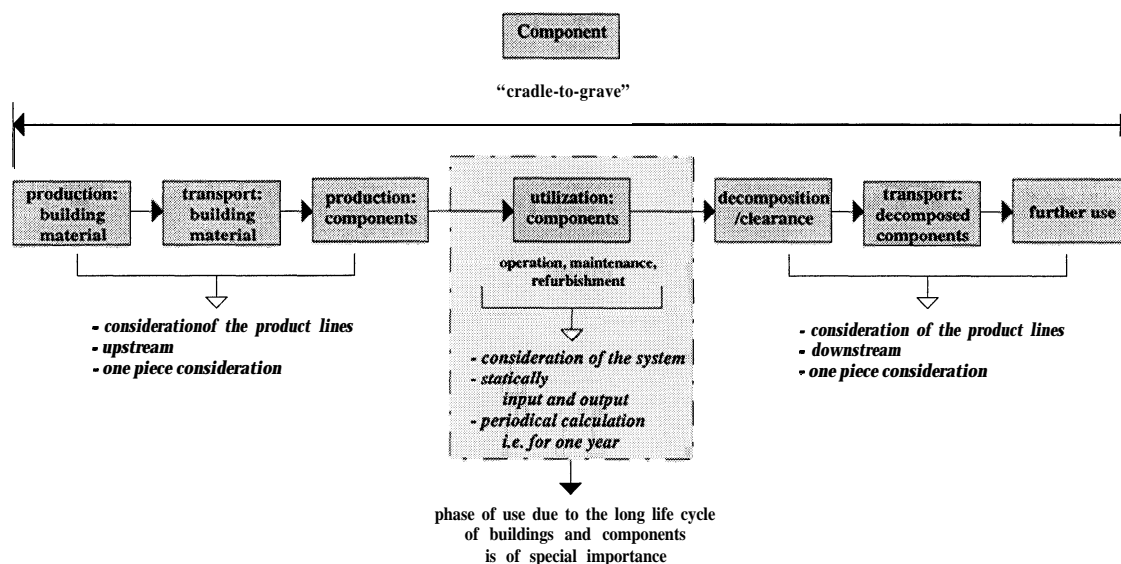 Component
“cradle-to-grave”
production:
building
material
transport:
building
material
production:
components
utilization:
components
decomposition
/clearance
transport:
decomposed
components
further use
operation, maintenance,
refurbishment
- considerationof the product lines
- upstream
- one piece consideration
- consideration of the system
- statically
input and output
- periodical calculation
i.e. for one year
- consideration of the product lines
- downstream
- one piece consideration
phase of use due to the long life cycle
of buildings and components
is of special importance